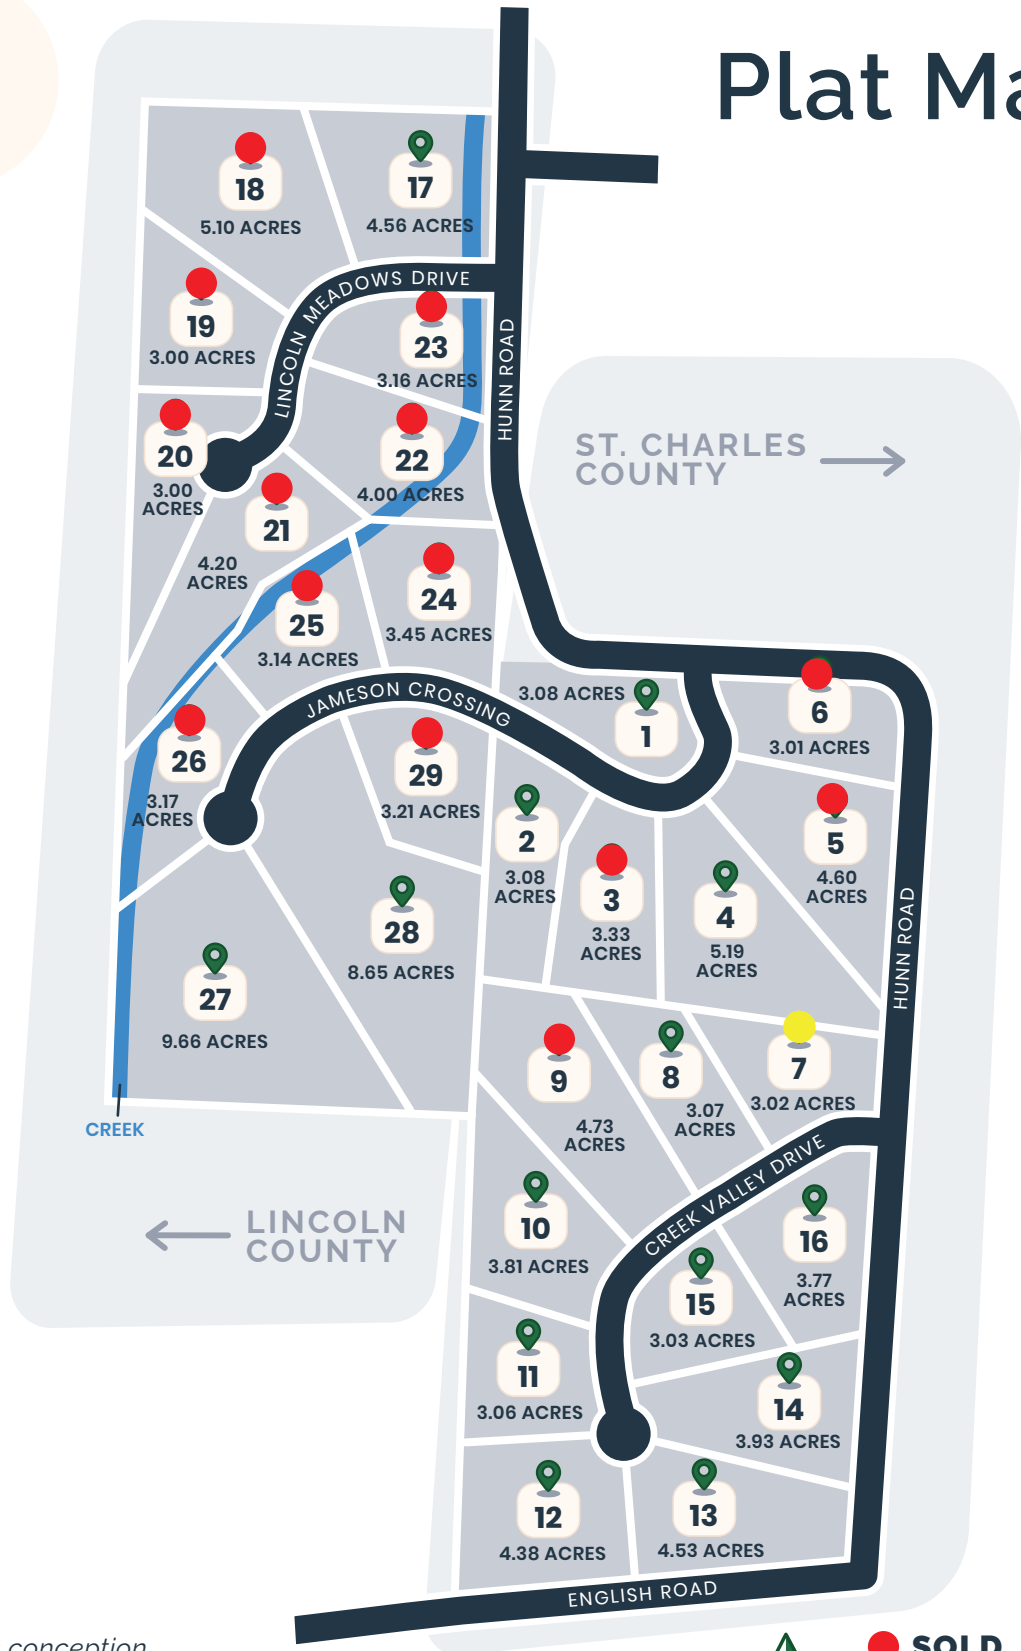 Plat Ma
18
5.10 ACRES
17
4.56 ACRES
LINCOLN MEADOWS DRIVE
19
3.00 ACRES
23
3.16 ACRES
HUNN ROAD
20
3.00
ACRES
22
4.00 ACRES
21
4.20
ACRES
ST. CHARLES
COUNTY
25
3.14 ACRES
24
3.45 ACRES
JAMESON CROSSING
3.08 ACRES
1
6
3.01 ACRES
26
3.17
ACRES
29
3.21 ACRES
2
3.08
ACRES
3
3.33
ACRES
4
5.19
ACRES
5
4.60
ACRES
HUNN ROAD
28
8.65 ACRES
27
9.66 ACRES
CREEK
9
4.73
ACRES
8
3.07
ACRES
7
3.02 ACRES
CREEK VALLEY DRIVE
LINCOLN
COUNTY
10
3.81 ACRES
16
3.77
ACRES
15
3.03 ACRES
11
3.06 ACRES
14
3.93 ACRES
12
4.38 ACRES
13
4.53 ACRES
ENGLISH ROAD
conception
SOLD